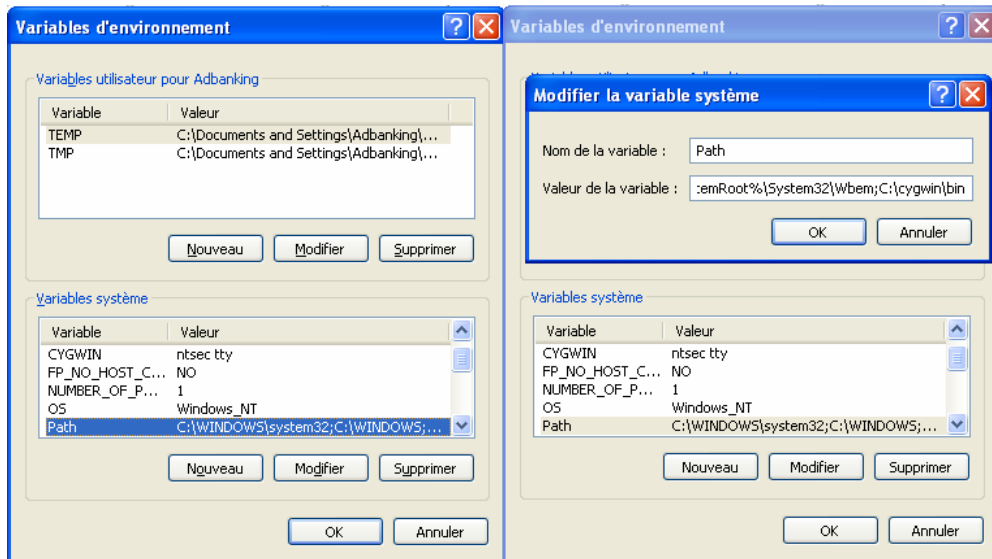 Variables d'environnement
Variables utilisateur pour Adbanking
Variable Valeur
TEMP C:\Documents and Settings\Adbanking\...
TMP C:\Documents and Settings\Adbanking\...
Nouveau Modifier Supprimer
Variables système
Variable Valeur
CYGWIN ntsec tty
FP_NO_HOST_C... NO
NUMBER_OF_P... 1
OS Windows_NT
Path C:\WINDOWS\system32;C:\WINDOWS;...
Nouveau Modifier Supprimer
OK Annuler
Variables d'environnement
Modifier la variable système
Nom de la variable : Path
Valeur de la variable : :emRoot%\System32\Wbem;C:\cygwin\bin
OK Annuler
Variables système
Variable Valeur
CYGWIN ntsec tty
FP_NO_HOST_C... NO
NUMBER_OF_P... 1
OS Windows_NT
Path C:\WINDOWS\system32;C:\WINDOWS;...
Nouveau Modifier Supprimer
OK Annuler